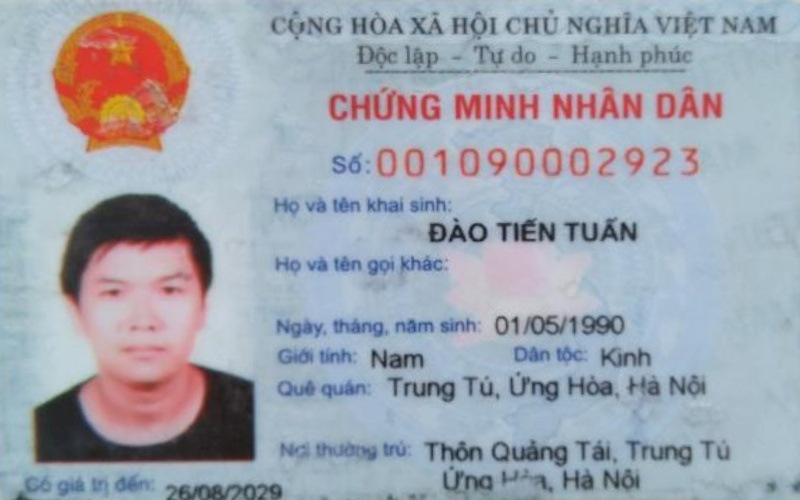 CỘNG HÒA XÃ HỘI CHỦ NGHĨA VIỆT NAM
Độc lập - Tự do - Hạnh phúc
CHỨNG MINH NHÂN DÂN
Số: 001090002923
Họ và tên khai sinh:
ĐÀO TIẾN TUẤN
Họ và tên gọi khác:
Ngày, tháng, năm sinh: 01/05/1990
Giới tính: Nam Dân tộc: Kinh
Quê quán: Trung Tú, Ứng Hòa, Hà Nội
Nơi thường trú: Thôn Quảng Tái, Trung Tú
Ứng Hòa, Hà Nội
Có giá trị đến: 26/08/2029